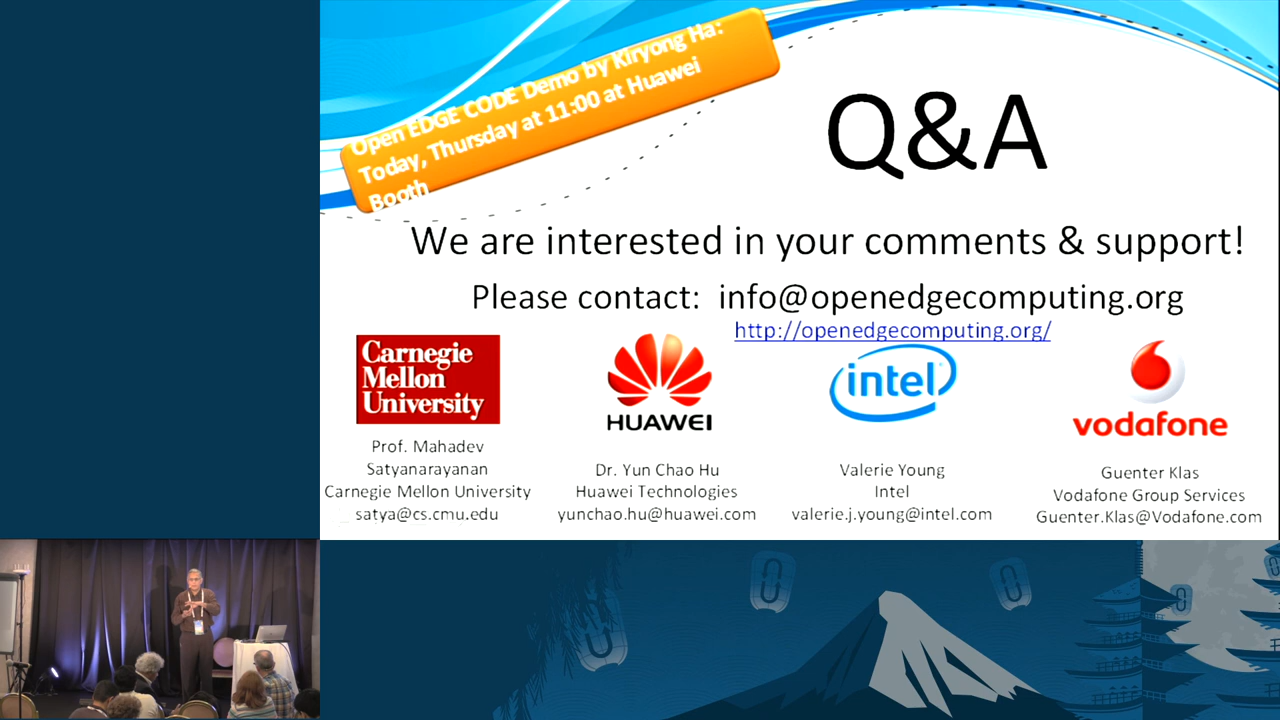 Open EDGE CODE Demo by Kiryong Ha:
Today, Thursday at 11:00 at Huawei
Booth
Q&A
We are interested in your comments & support!
Please contact: info@openedgecomputing.org
http://openedgecomputing.org/
Carnegie
Mellon
University
HUAWEI
intel
vodafone
Prof. Mahadev
Satyanarayanan
Carnegie Mellon University
satya@cs.cmu.edu
Dr. Yun Chao Hu
Huawei Technologies
yunchao.hu@huawei.com
Valerie Young
Intel
valerie.j.young@intel.com
Guenter Klas
Vodafone Group Services
Guenter.Klas@Vodafone.com